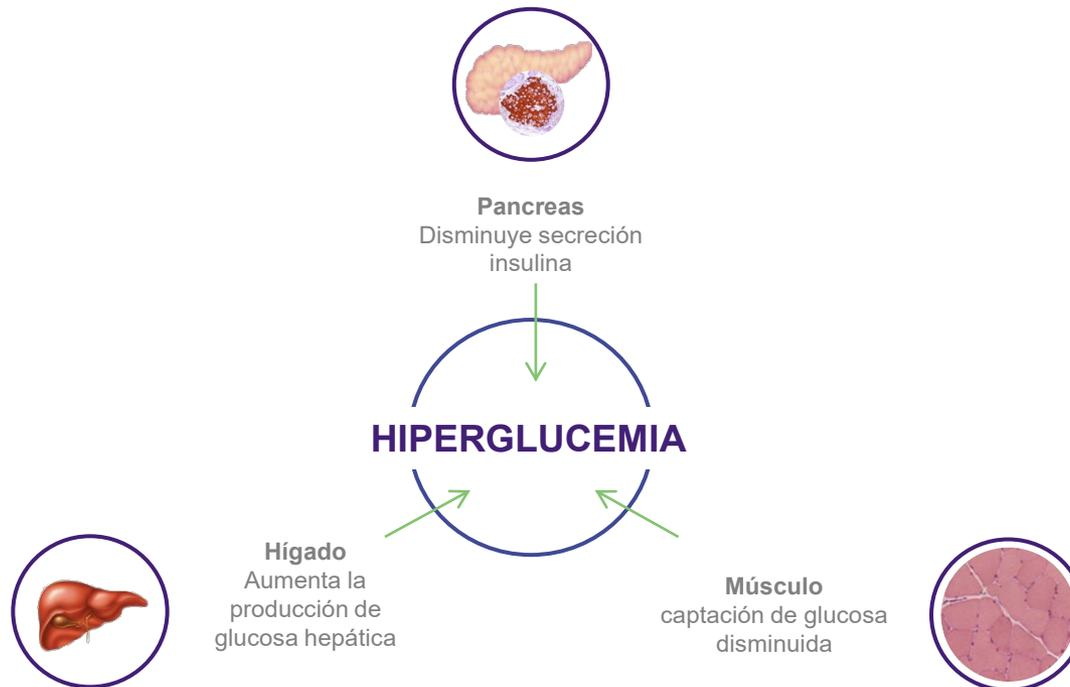 Pancreas
Disminuye secreción
insulina
HIPERGLUCEMIA
Hígado
Aumenta la
producción de
glucosa hepática
Músculo
captación de glucosa
disminuida